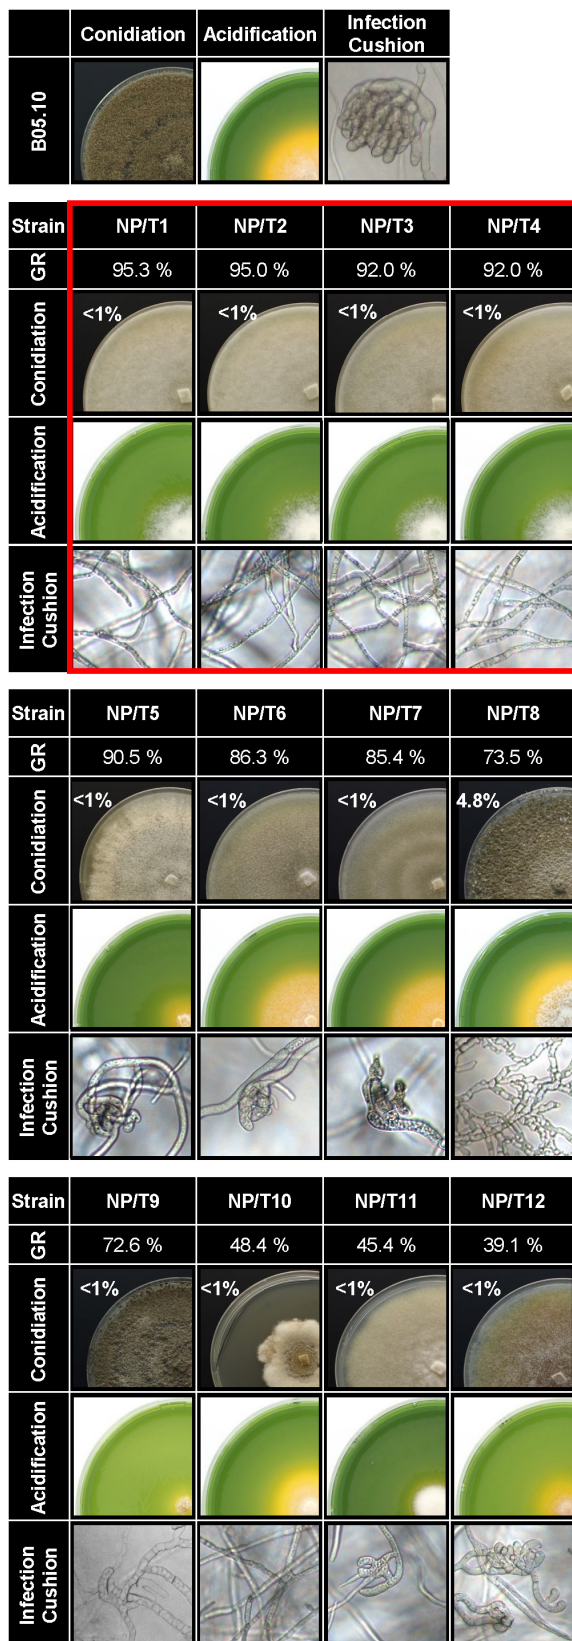 Conidiation Acidification Infection Cushion
B05.10
Strain NP/T1 NP/T2 NP/T3 NP/T4
GR 95.3 % 95.0 % 92.0 % 92.0 %
Conidiation <1% <1% <1% <1%
Acidification
Infection Cushion
Strain NP/T5 NP/T6 NP/T7 NP/T8
GR 90.5 % 86.3 % 85.4 % 73.5 %
Conidiation <1% <1% <1% 4.8%
Acidification
Infection Cushion
Strain NP/T9 NP/T10 NP/T11 NP/T12
GR 72.6 % 48.4 % 45.4 % 39.1 %
Conidiation <1% <1% <1% <1%
Acidification
Infection Cushion